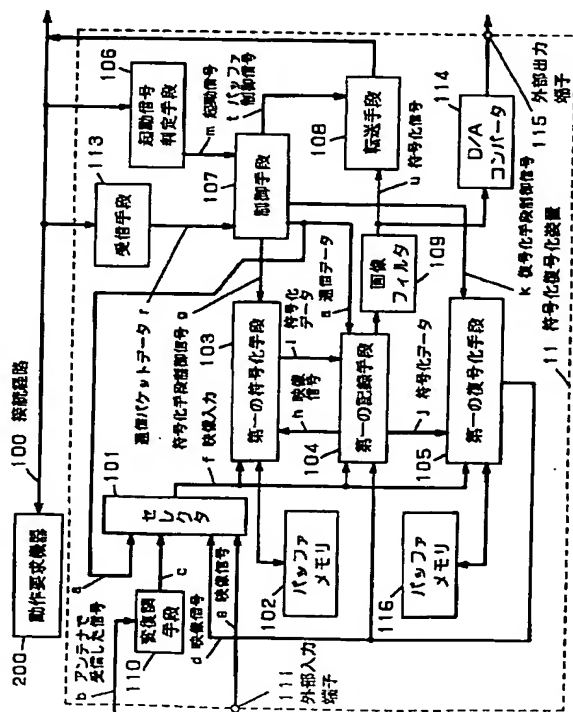 100 接続経路
200
動作要求機器
b アンテナで
受信した信号
変復調
手段
110
a
c
d 映像信号
e 映像信号
111
外部入力
端子
101
セレクタ
f 映像入力
通信パケットデータ r
符号化手段制御信号 g
113
受信手段
106
起動信号
判定手段
m 起動信号
107
制御手段
t バッファ
制御信号
108
転送手段
u 符号化信号
103
第一の符号化手段
i 符号化
データ
h 映像
信号
n 通信データ
104
第一の記録手段
109
画像
フィルタ
j 符号化データ
105
第一の復号化手段
k 復号化手段制御信号
102
バッファ
メモリ
116
バッファ
メモリ
114
D/A
コンバータ
115 外部出力
端子
11 符号化復号化装置